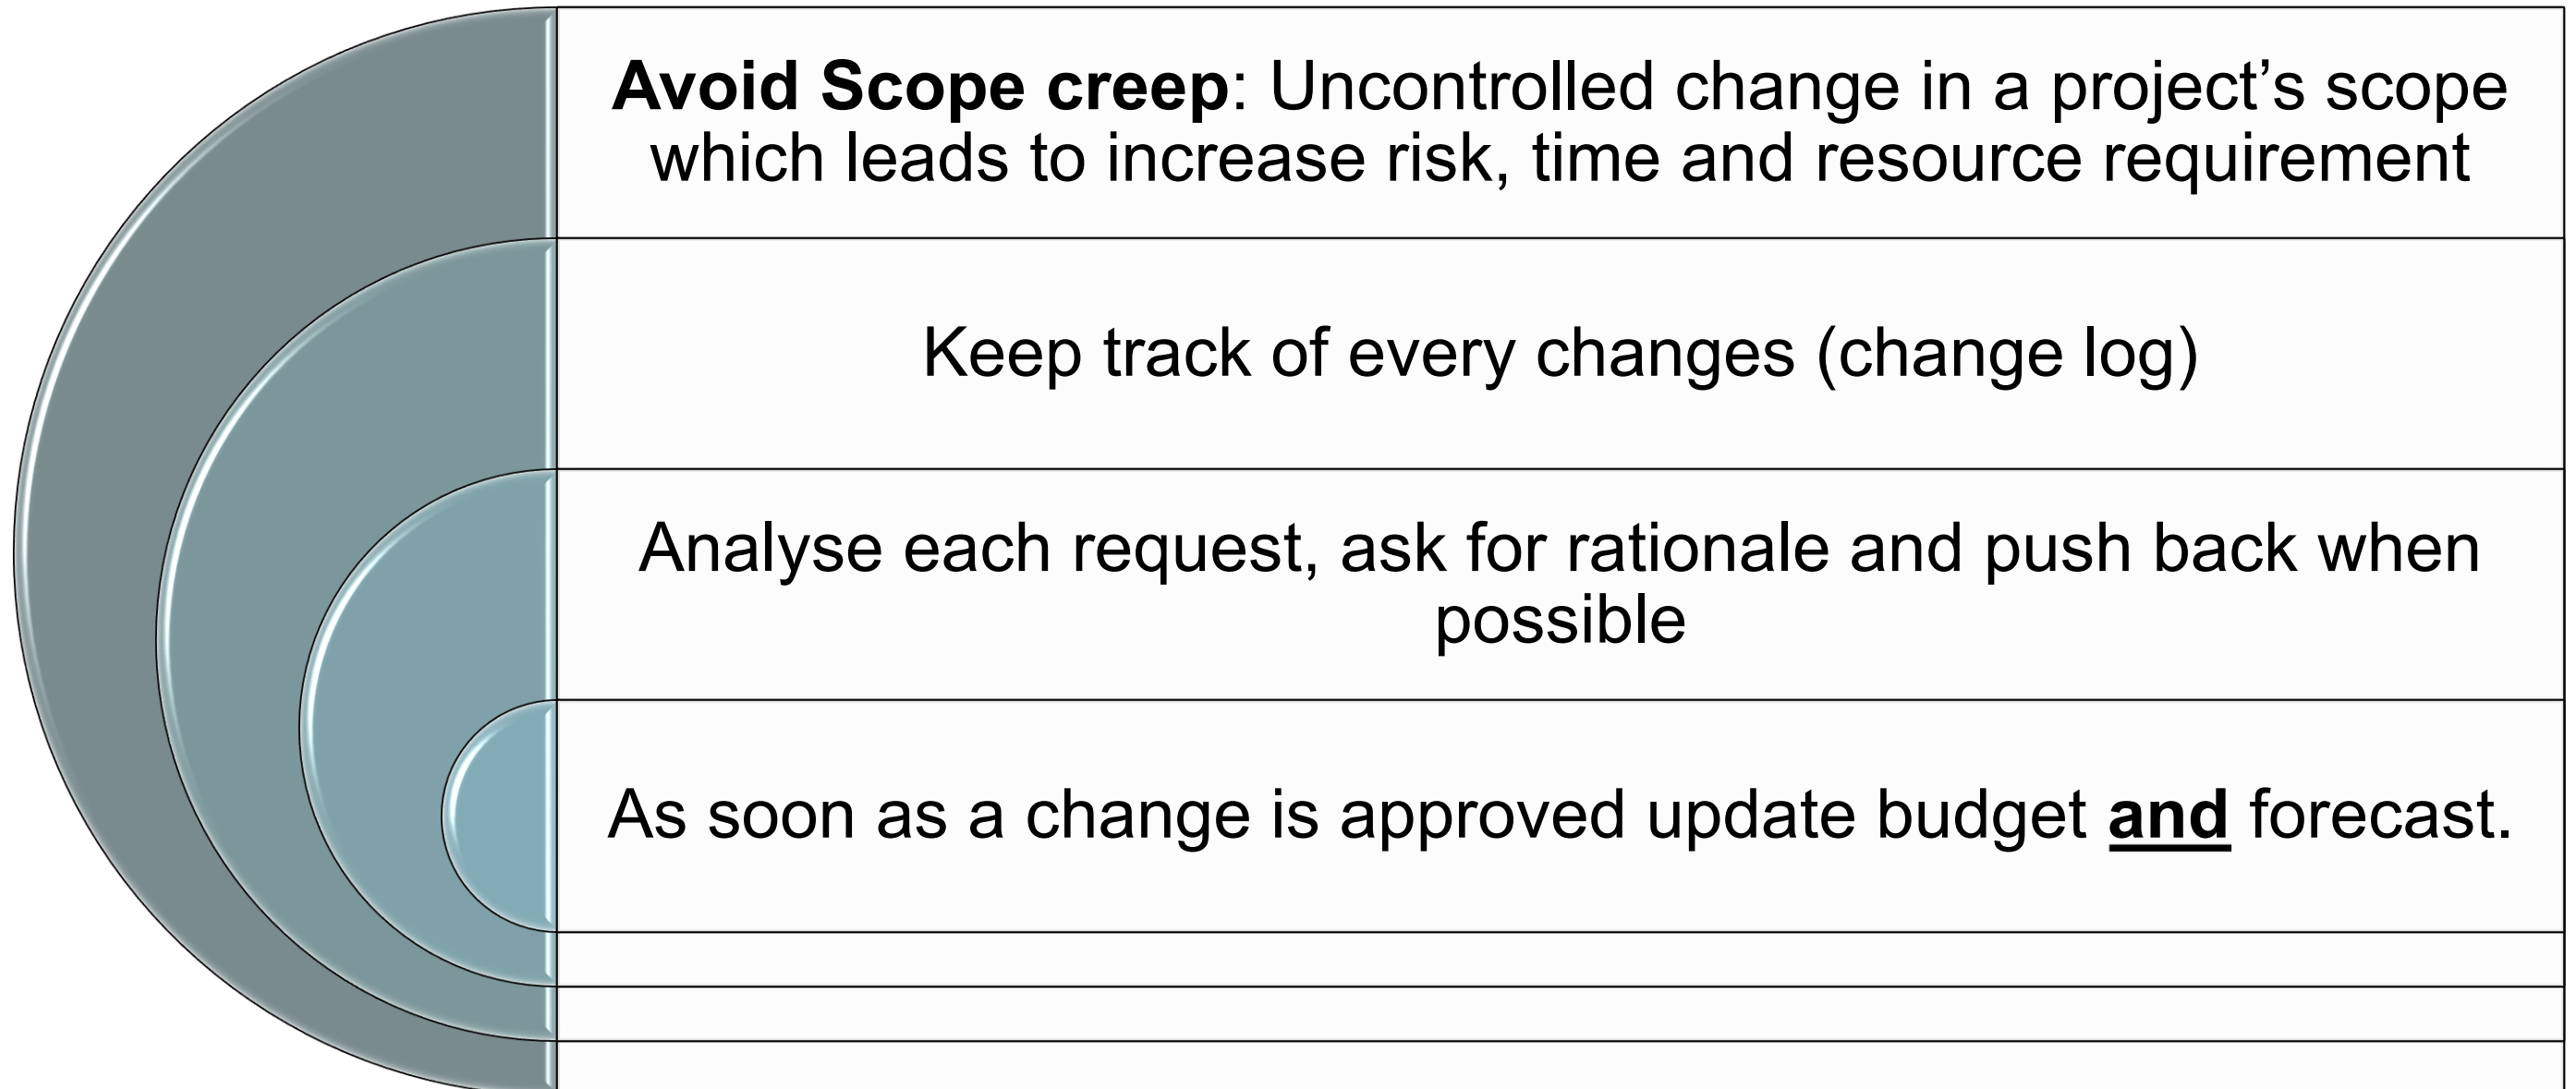 Avoid Scope creep: Uncontrolled change in a project’s scope
which leads to increase risk, time and resource requirement
Keep track of every changes (change log)
Analyse each request, ask for rationale and push back when
possible
As soon as a change is approved update budget and forecast.